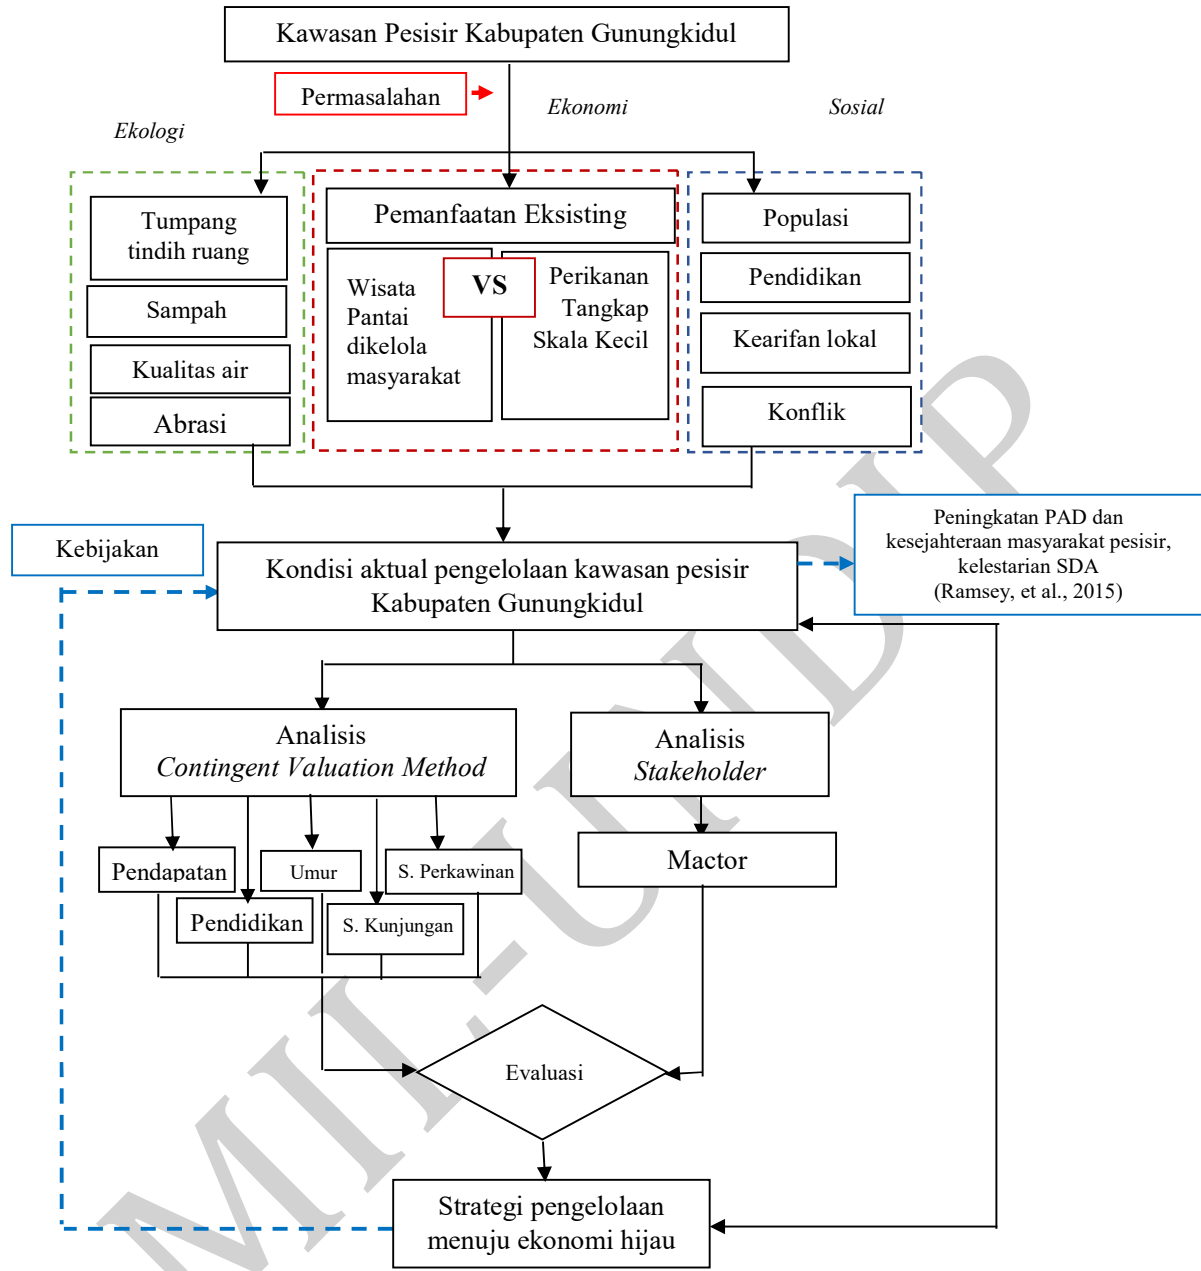 Kawasan Pesisir Kabupaten Gunungkidul
Permasalahan
Ekologi
Ekonomi
Sosial
Tumpang
tindih ruang
Sampah
Kualitas air
Abrasi
Pemanfaatan Eksisting
Wisata
Pantai
dikelola
masyarakat
VS
Perikanan
Tangkap
Skala Kecil
Populasi
Pendidikan
Kearifan lokal
Konflik
Kebijakan
Kondisi aktual pengelolaan kawasan pesisir
Kabupaten Gunungkidul
Peningkatan PAD dan
kesejahteraan masyarakat pesisir,
kelestarian SDA
(Ramsey, et al., 2015)
Analisis
Contingent Valuation Method
Analisis
Stakeholder
Pendapatan
Pendidikan
Umur
S. Kunjungan
S. Perkawinan
Mactor
Evaluasi
Strategi pengelolaan
menuju ekonomi hijau
MIL-UNDIP